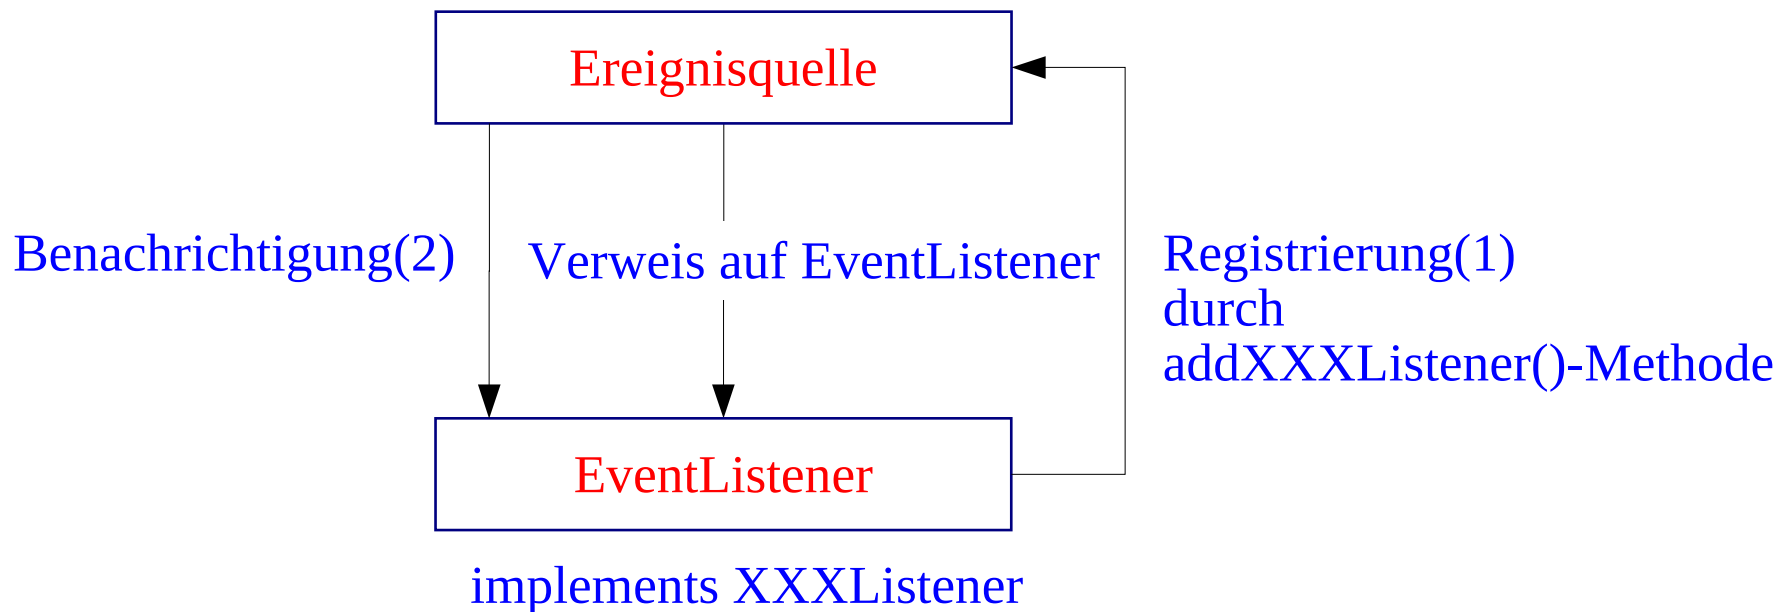 Ereignisquelle
Benachrichtigung(2)
Verweis auf EventListener
Registrierung(1)
durch
addXXXListener()-Methode
EventListener
implements XXXListener